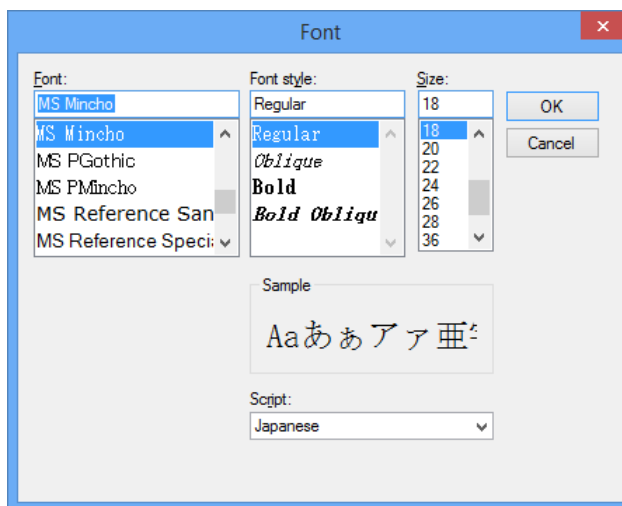 Font
Font:
MS Mincho
MS Mincho
MS PGothic
MS PMincho
MS Reference San
MS Reference Speci
Font style:
Regular
Regular
Oblique
Bold
Bold Obliqu
Size:
18
18
20
22
24
26
28
36
OK
Cancel
Sample
Aaあぁアァ亜
Script:
Japanese